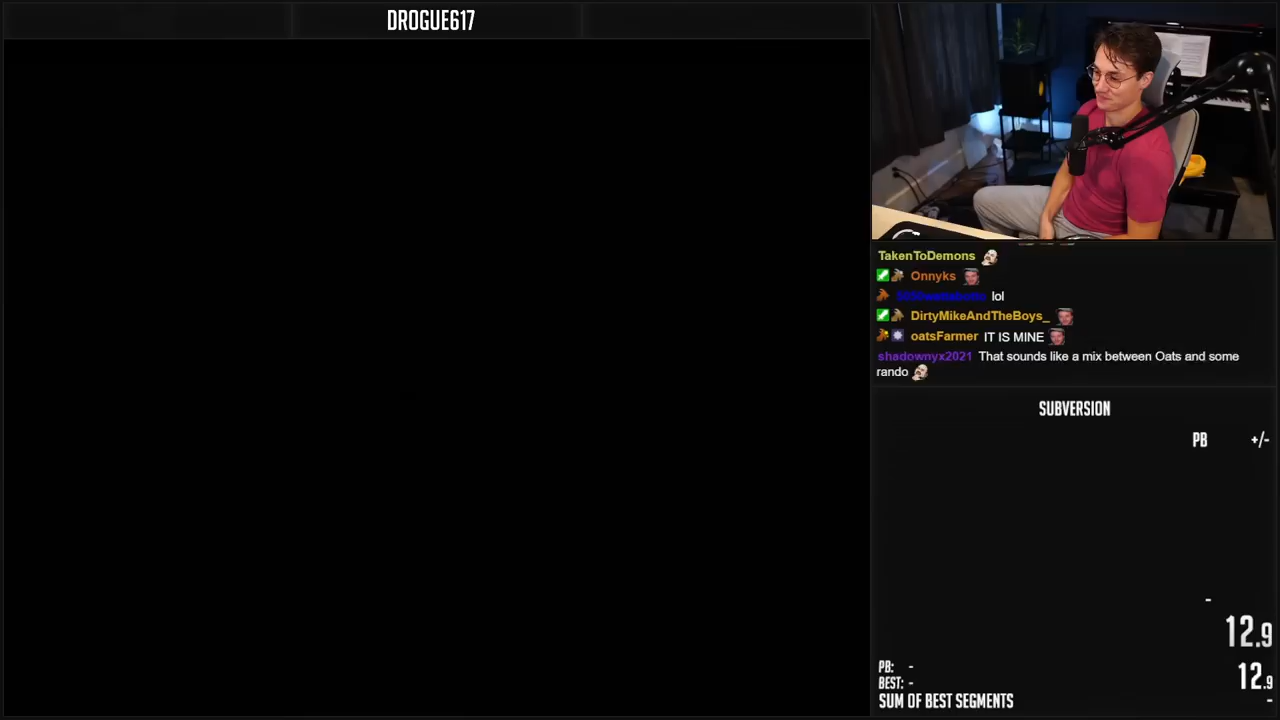 DROGUE617
TakenToDemons
Onnyks
lol
DirtyMikeAndTheBoys_
oatsFarmer IT IS MINE
shadownyx2021 That sounds like a mix between Oats and some
rando
SUBVERSION
PB +/-
-
12.9
PB: -
12.9
BEST: -
SUM OF BEST SEGMENTS -